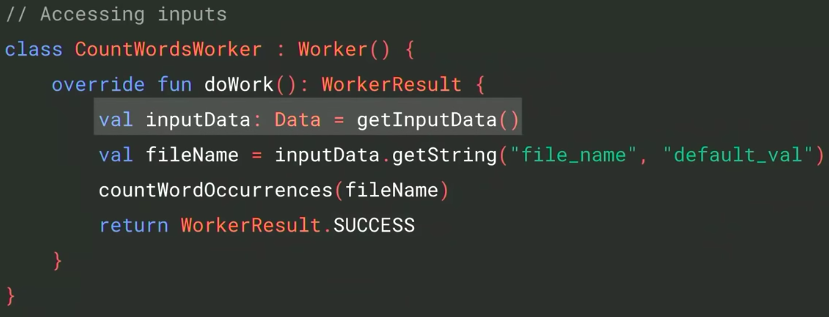 // Accessing inputs
class CountWordsWorker : Worker() {
    override fun doWork(): WorkerResult {
        val inputData: Data = getInputData()
        val fileName = inputData.getString("file_name", "default_val")
        countWordOccurrences(fileName)
        return WorkerResult.SUCCESS
    }
}